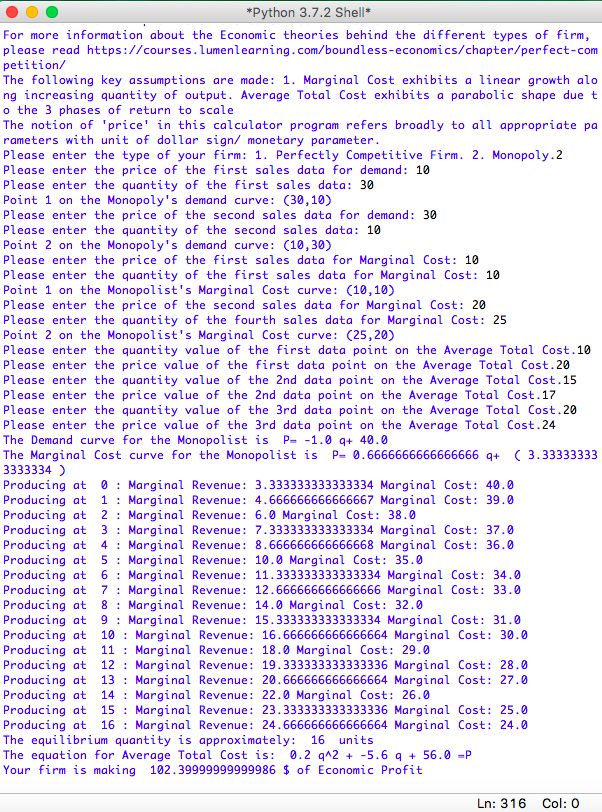 *Python 3.7.2 Shell*
For more information about the Economic theories behind the different types of firm,
please read https://courses.lumenlearning.com/boundless-economics/chapter/perfect-com
petition/
The following key assumptions are made: 1. Marginal Cost exhibits a linear growth alo
ng increasing quantity of output. Average Total Cost exhibits a parabolic shape due t
o the 3 phases of return to scale
The notion of 'price' in this calculator program refers broadly to all appropriate pa
rameters with unit of dollar sign/ monetary parameter.
Please enter the type of your firm: 1. Perfectly Competitive Firm. 2. Monopoly.2
Please enter the price of the first sales data for demand: 10
Please enter the quantity of the first sales data: 30
Point 1 on the Monopoly's demand curve: (30,10)
Please enter the price of the second sales data for demand: 30
Please enter the quantity of the second sales data: 10
Point 2 on the Monopoly's demand curve: (10,30)
Please enter the price of the first sales data for Marginal Cost: 10
Please enter the quantity of the first sales data for Marginal Cost: 10
Point 1 on the Monopolist's Marginal Cost curve: (10,10)
Please enter the price of the second sales data for Marginal Cost: 20
Please enter the quantity of the fourth sales data for Marginal Cost: 25
Point 2 on the Monopolist's Marginal Cost curve: (25,20)
Please enter the quantity value of the first data point on the Average Total Cost.10
Please enter the price value of the first data point on the Average Total Cost.20
Please enter the quantity value of the 2nd data point on the Average Total Cost.15
Please enter the price value of the 2nd data point on the Average Total Cost.17
Please enter the quantity value of the 3rd data point on the Average Total Cost.20
Please enter the price value of the 3rd data point on the Average Total Cost.24
The Demand curve for the Monopolist is  P= -1.0 q+ 40.0
The Marginal Cost curve for the Monopolist is  P= 0.6666666666666666 q+  ( 3.33333333
3333334 )
Producing at  0 : Marginal Revenue: 3.333333333333334 Marginal Cost: 40.0
Producing at  1 : Marginal Revenue: 4.666666666666667 Marginal Cost: 39.0
Producing at  2 : Marginal Revenue: 6.0 Marginal Cost: 38.0
Producing at  3 : Marginal Revenue: 7.333333333333334 Marginal Cost: 37.0
Producing at  4 : Marginal Revenue: 8.666666666666668 Marginal Cost: 36.0
Producing at  5 : Marginal Revenue: 10.0 Marginal Cost: 35.0
Producing at  6 : Marginal Revenue: 11.333333333333334 Marginal Cost: 34.0
Producing at  7 : Marginal Revenue: 12.666666666666666 Marginal Cost: 33.0
Producing at  8 : Marginal Revenue: 14.0 Marginal Cost: 32.0
Producing at  9 : Marginal Revenue: 15.333333333333334 Marginal Cost: 31.0
Producing at  10 : Marginal Revenue: 16.666666666666664 Marginal Cost: 30.0
Producing at  11 : Marginal Revenue: 18.0 Marginal Cost: 29.0
Producing at  12 : Marginal Revenue: 19.333333333333336 Marginal Cost: 28.0
Producing at  13 : Marginal Revenue: 20.666666666666664 Marginal Cost: 27.0
Producing at  14 : Marginal Revenue: 22.0 Marginal Cost: 26.0
Producing at  15 : Marginal Revenue: 23.333333333333336 Marginal Cost: 25.0
Producing at  16 : Marginal Revenue: 24.666666666666664 Marginal Cost: 24.0
The equilibrium quantity is approximately:  16  units
The equation for Average Total Cost is:  0.2 q^2 + -5.6 q + 56.0 =P
Your firm is making  102.39999999999986 $ of Economic Profit
Ln: 316  Col: 0